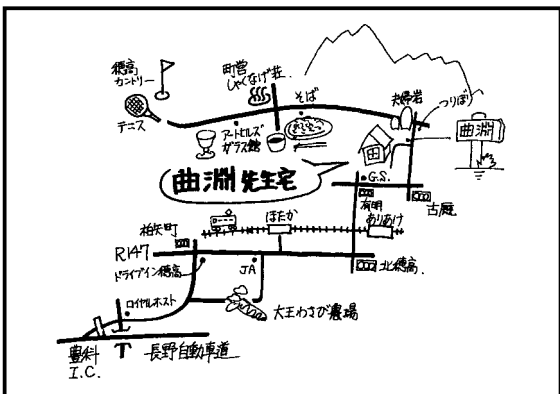 穂高
カントリー
テニス
町営
しゃくなげ荘
そば
アートヒルズ
ガラス館
夫婦岩
つりぼり
曲渕
曲渕先生宅
G.S.
有明
ありあけ
古厩
柏矢町
ほたか
R147
ドライブイン穂高
JA
北穂高
ロイヤルホスト
大王わさび農場
豊科
I.C.
長野自動車道